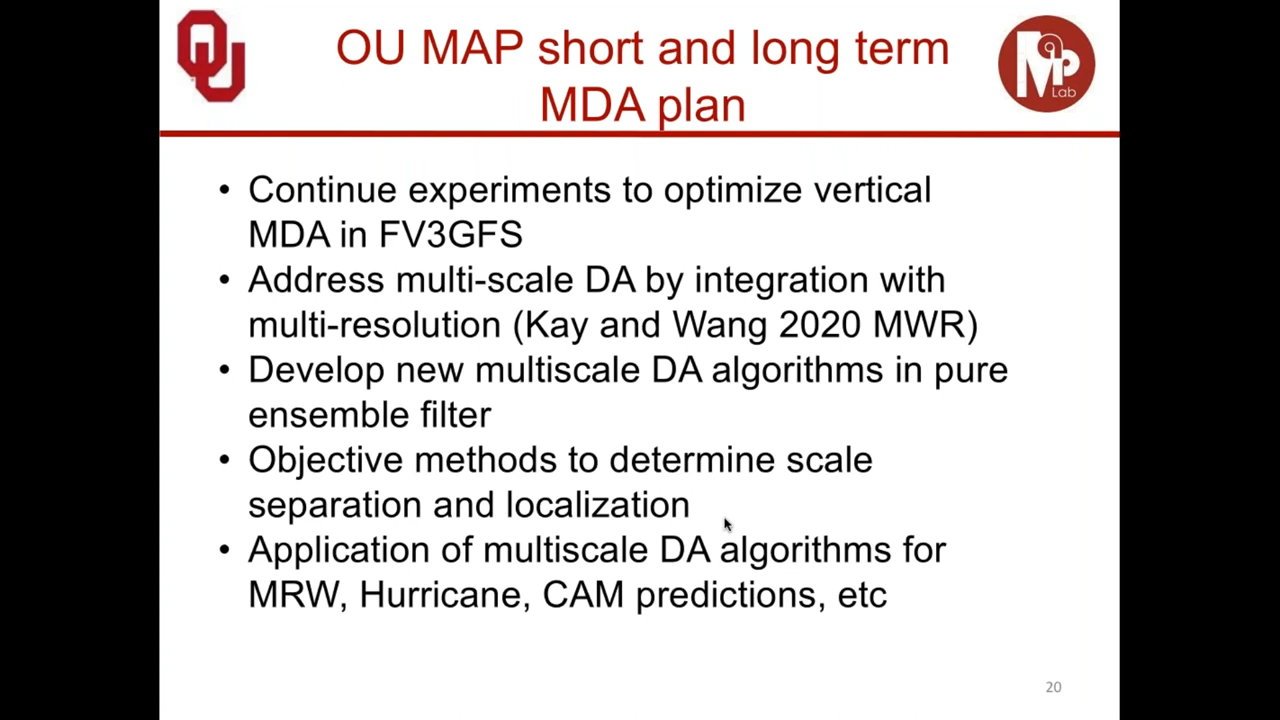 OU MAP short and long term
MDA plan
MAP
Lab
• Continue experiments to optimize vertical
MDA in FV3GFS
• Address multi-scale DA by integration with
multi-resolution (Kay and Wang 2020 MWR)
• Develop new multiscale DA algorithms in pure
ensemble filter
• Objective methods to determine scale
separation and localization
• Application of multiscale DA algorithms for
MRW, Hurricane, CAM predictions, etc
20